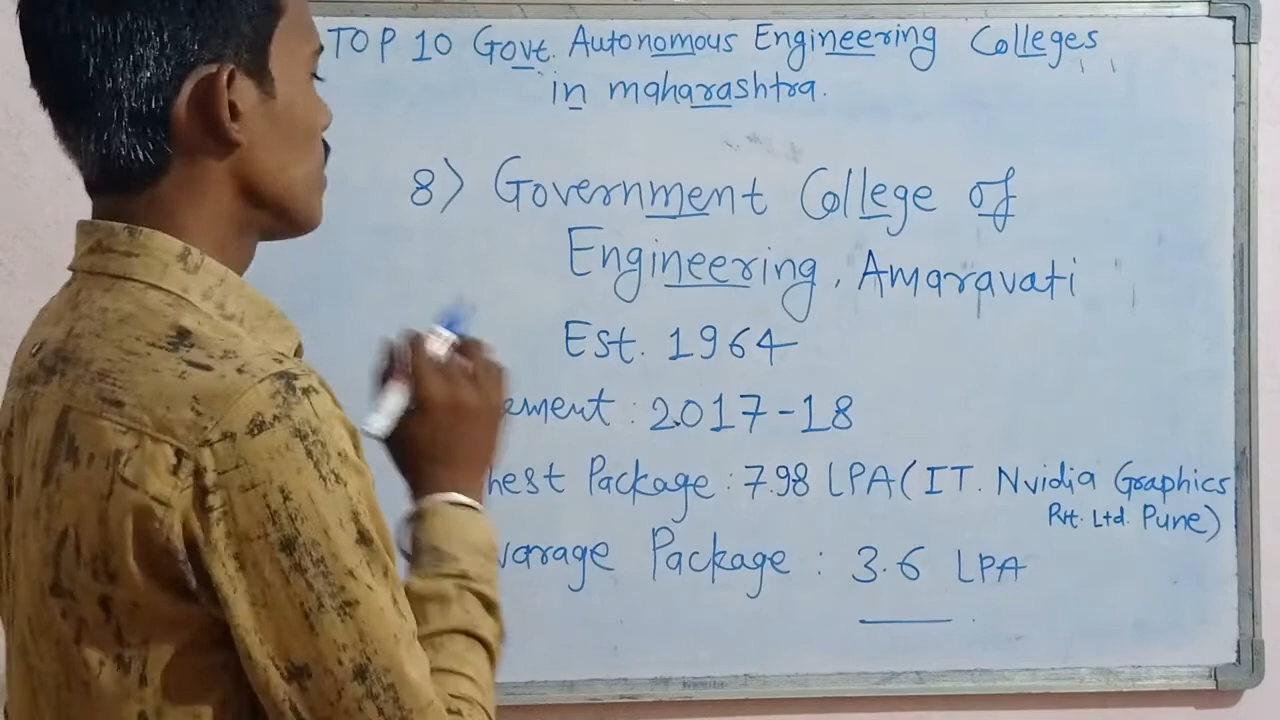 TOP 10 Govt. Autonomous Engineering Colleges
in maharashtra.
8) Government College of
Engineering, Amaravati
Est. 1964
ement : 2017-18
hest Package : 7.98 LPA ( IT. Nvidia Graphics
Pvt. Ltd. Pune)
varage Package : 3.6 LPA